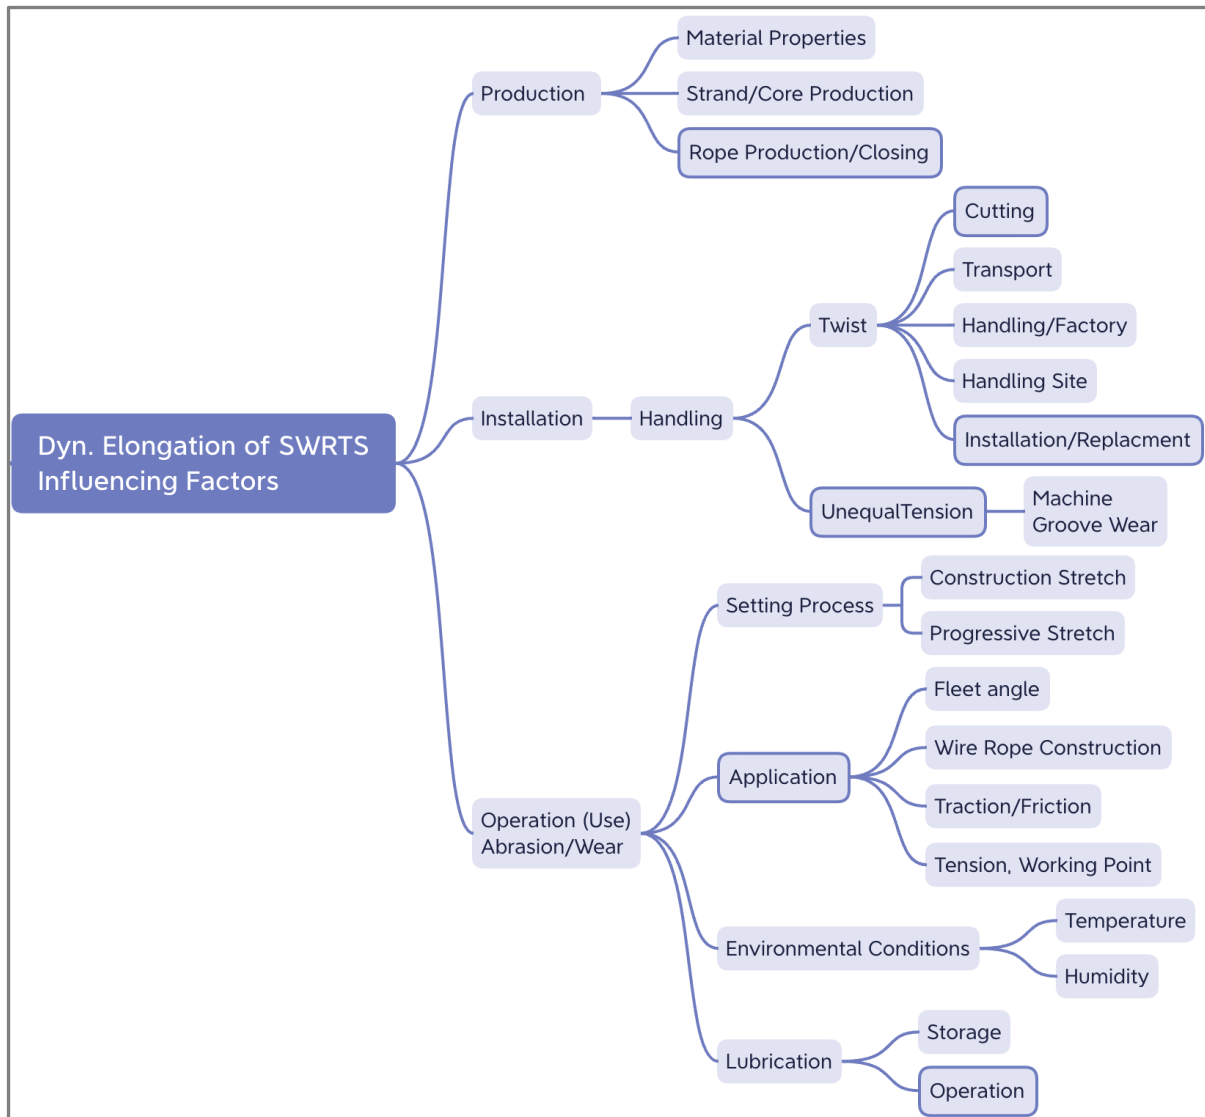 Dyn. Elongation of SWRTS
Influencing Factors
Production
Material Properties
Strand/Core Production
Rope Production/Closing
Installation
Handling
Twist
Cutting
Transport
Handling/Factory
Handling Site
Installation/Replacment
UnequalTension
Machine
Groove Wear
Operation (Use)
Abrasion/Wear
Setting Process
Construction Stretch
Progressive Stretch
Application
Fleet angle
Wire Rope Construction
Traction/Friction
Tension, Working Point
Environmental Conditions
Temperature
Humidity
Lubrication
Storage
Operation